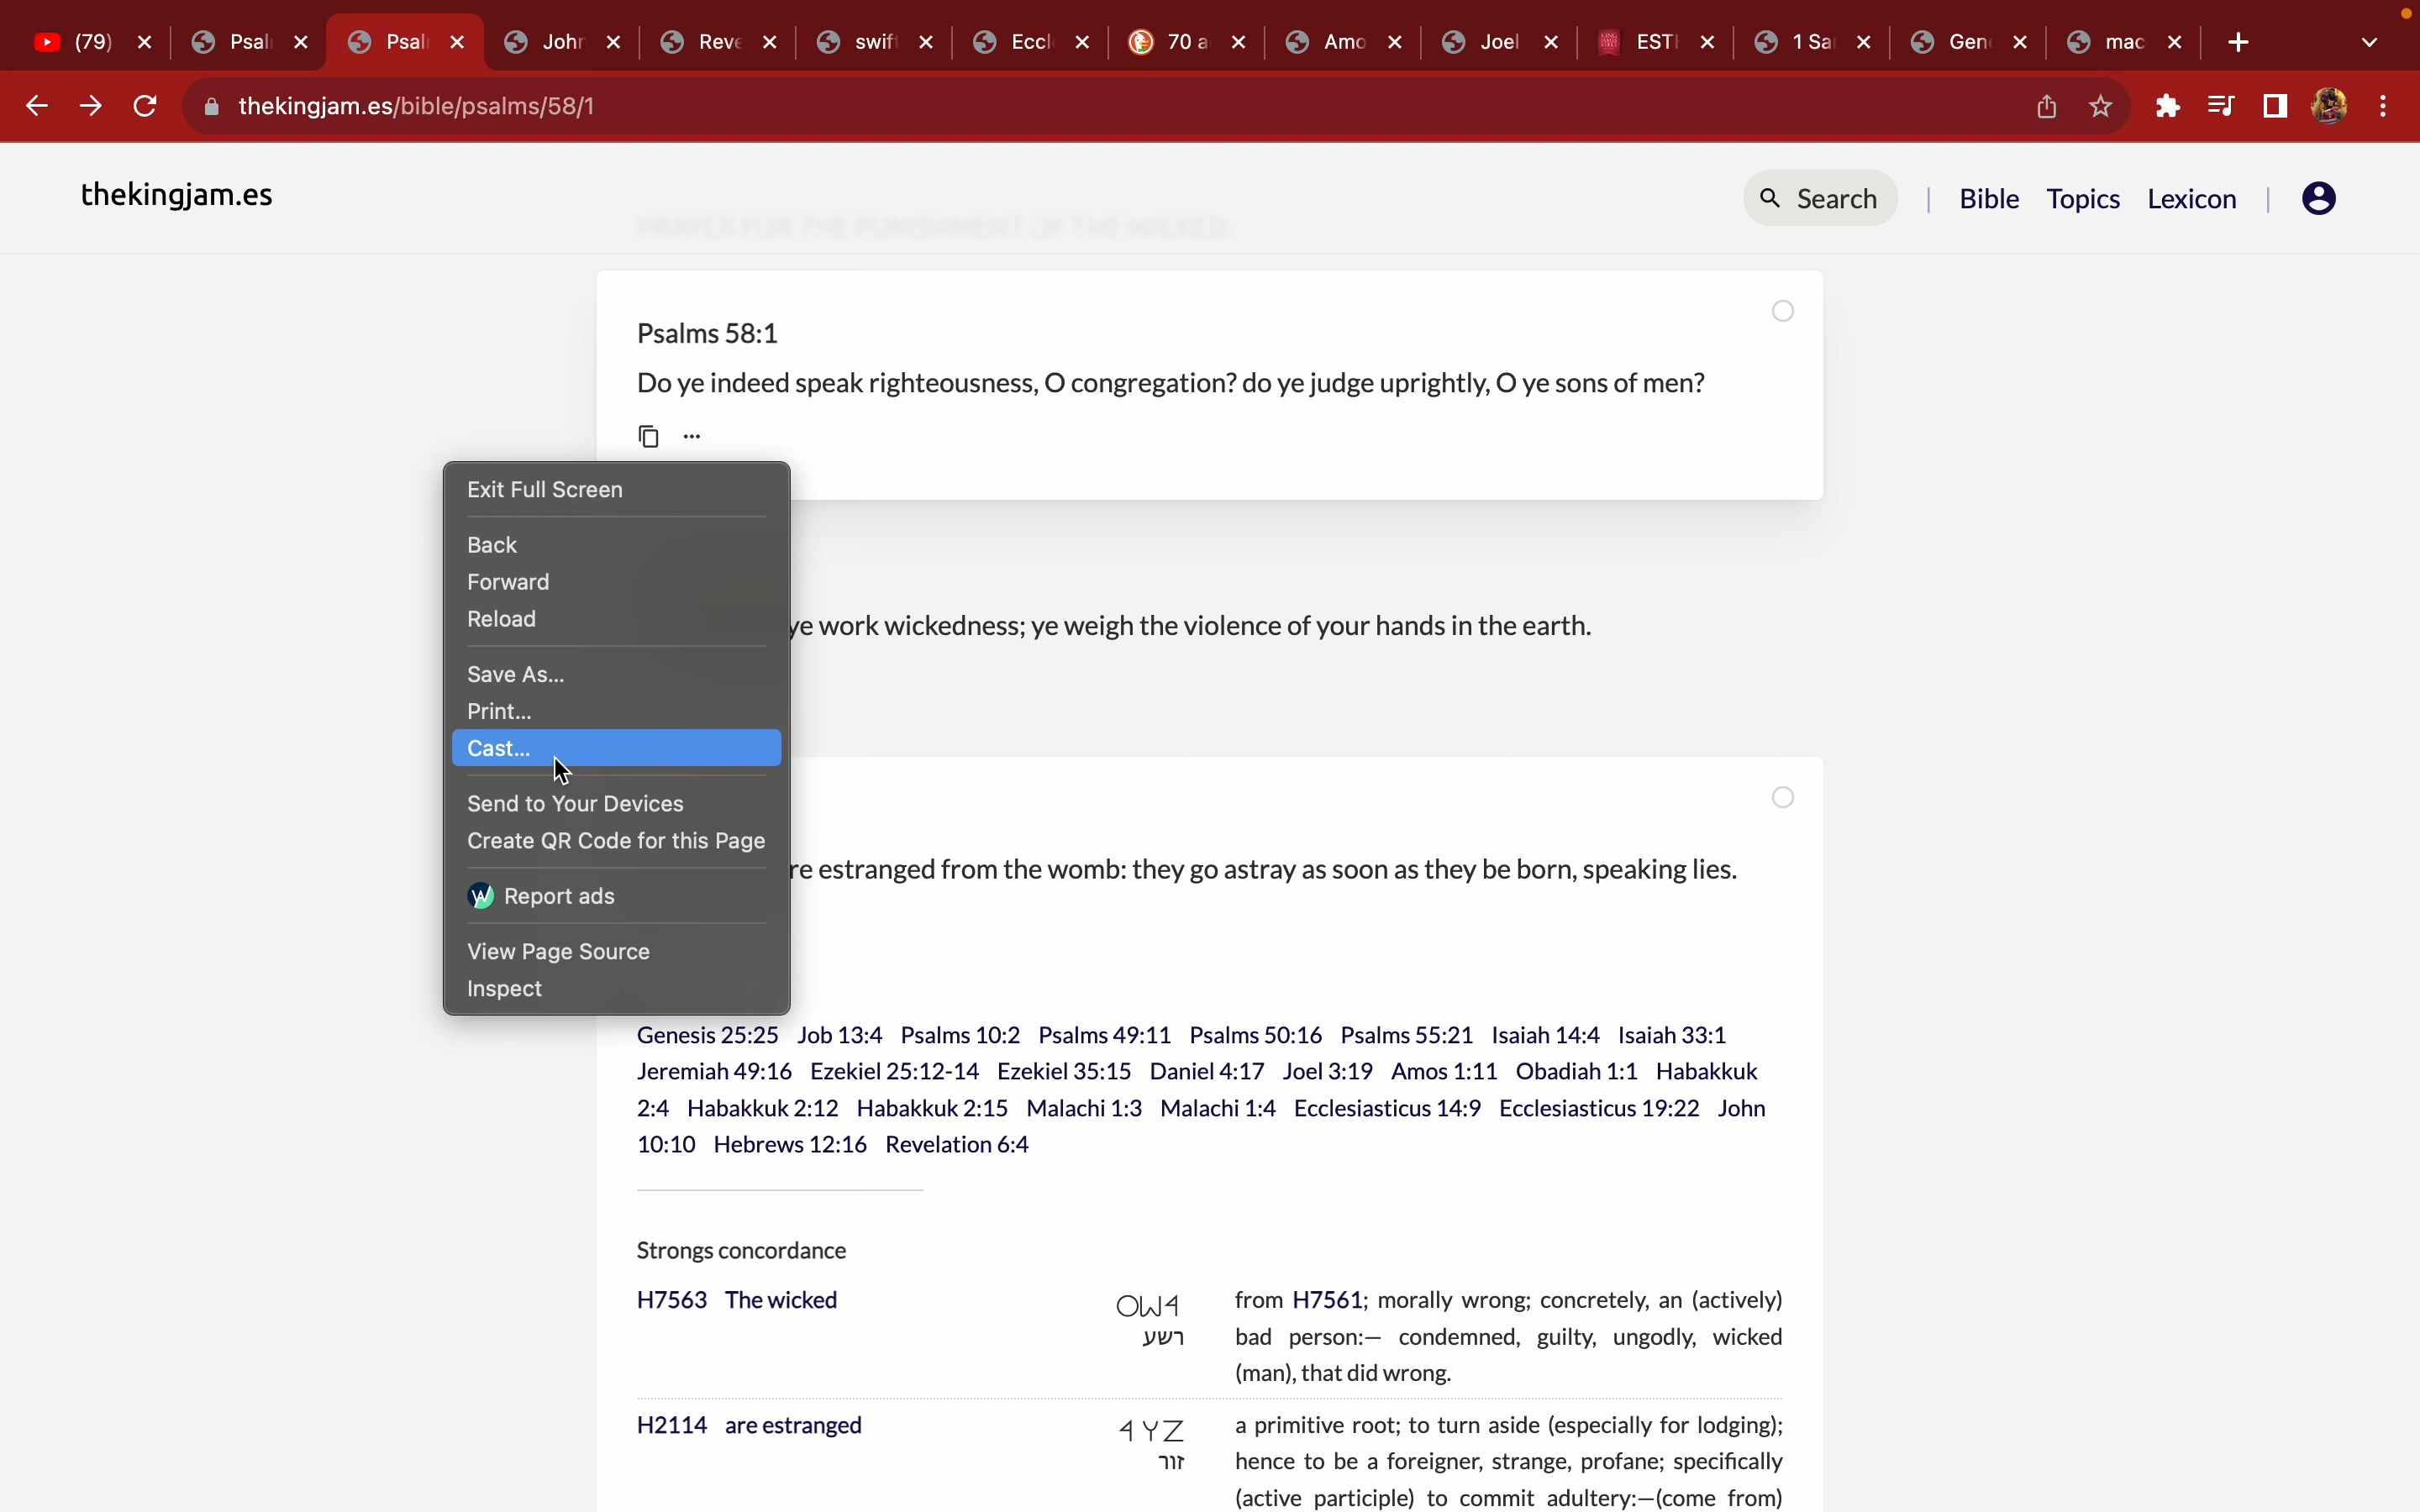 (79) Psal Psal Joh Reve swif Eccl 70 a Amo Joel EST 1 Sa Gen mac
thekingjam.es/bible/psalms/58/1
thekingjam.es
Search | Bible Topics Lexicon |
PRAYER FOR THE PUNISHMENT OF THE WICKED.
Psalms 58:1
Do ye indeed speak righteousness, O congregation? do ye judge uprightly, O ye sons of men?
Exit Full Screen
Back
Forward
Reload
Save As...
Print...
Cast...
Send to Your Devices
Create QR Code for this Page
Report ads
View Page Source
Inspect
ye work wickedness; ye weigh the violence of your hands in the earth.
re estranged from the womb: they go astray as soon as they be born, speaking lies.
Genesis 25:25 Job 13:4 Psalms 10:2 Psalms 49:11 Psalms 50:16 Psalms 55:21 Isaiah 14:4 Isaiah 33:1
Jeremiah 49:16 Ezekiel 25:12-14 Ezekiel 35:15 Daniel 4:17 Joel 3:19 Amos 1:11 Obadiah 1:1 Habakkuk
2:4 Habakkuk 2:12 Habakkuk 2:15 Malachi 1:3 Malachi 1:4 Ecclesiasticus 14:9 Ecclesiasticus 19:22 John
10:10 Hebrews 12:16 Revelation 6:4
Strongs concordance
H7563 The wicked
𐤓𐤔𐤏
רשע
from H7561; morally wrong; concretely, an (actively)
bad person:— condemned, guilty, ungodly, wicked
(man), that did wrong.
H2114 are estranged
𐤆𐤅𐤓
זור
a primitive root; to turn aside (especially for lodging);
hence to be a foreigner, strange, profane; specifically
(active participle) to commit adultery:—(come from)